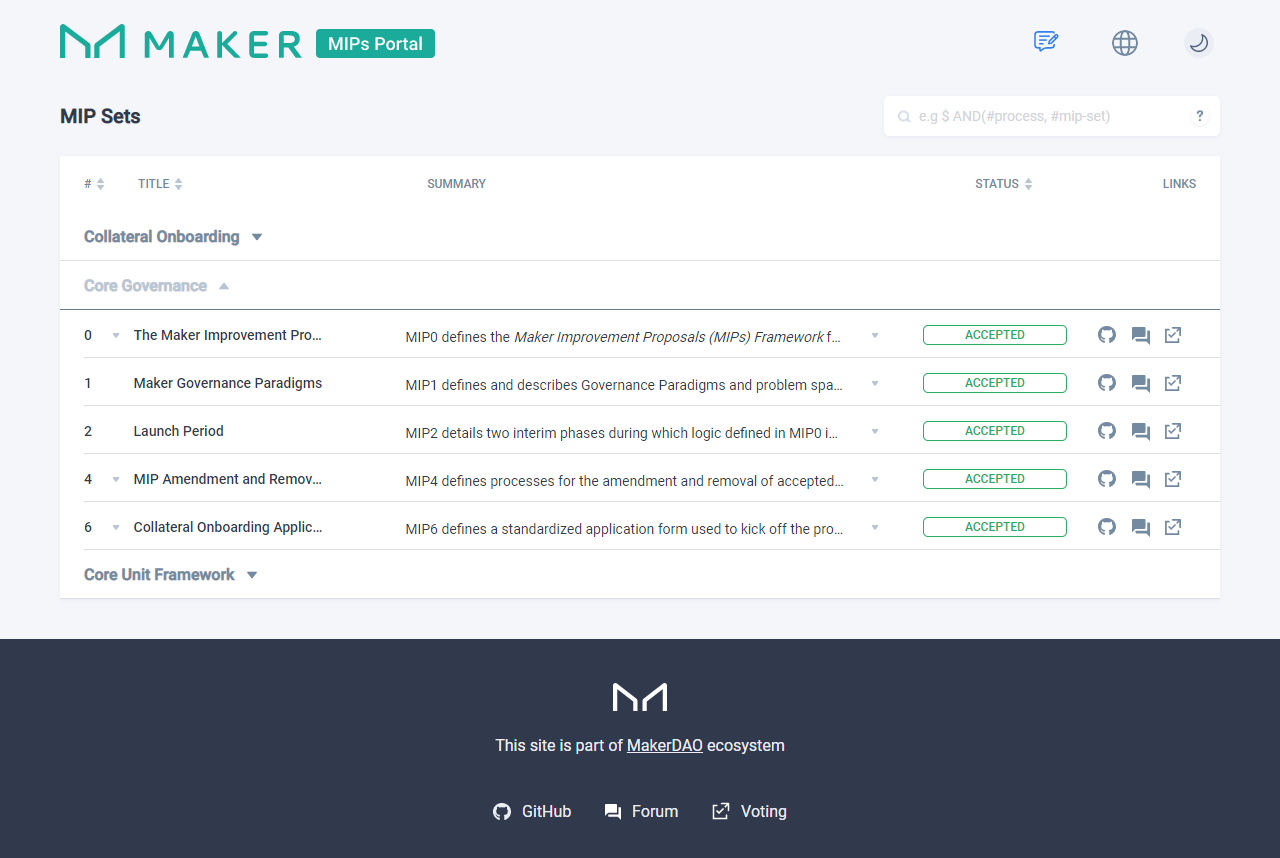 MAKER MIPs Portal
MIP Sets
e.g $ AND(#process, #mip-set) ?
# TITLE SUMMARY STATUS LINKS
Collateral Onboarding
Core Governance
0 The Maker Improvement Pro... MIP0 defines the Maker Improvement Proposals (MIPs) Framework f... ACCEPTED
1 Maker Governance Paradigms MIP1 defines and describes Governance Paradigms and problem spa... ACCEPTED
2 Launch Period MIP2 details two interim phases during which logic defined in MIP0 i... ACCEPTED
4 MIP Amendment and Remov... MIP4 defines processes for the amendment and removal of accepted... ACCEPTED
6 Collateral Onboarding Applic... MIP6 defines a standardized application form used to kick off the pro... ACCEPTED
Core Unit Framework
This site is part of MakerDAO ecosystem
GitHub Forum Voting